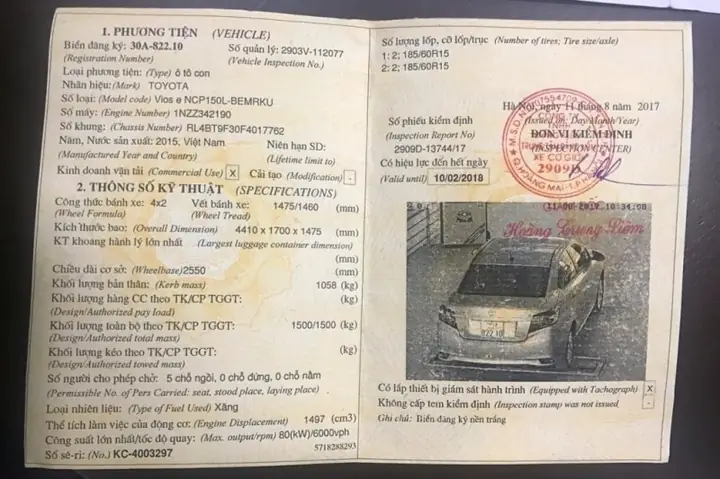 1. PHƯƠNG TIỆN (VEHICLE)
Biển đăng ký: 30A-822.10 Số quản lý: 2903V-112077
(Registration Number) (Vehicle Inspection No.)
Loại phương tiện: (Type) ô tô con
Nhãn hiệu: (Mark) TOYOTA
Số loại: (Model code) Vios e NCP150L-BEMRKU
Số máy: (Engine Number) 1NZZ342190
Số khung: (Chassis Number) RL4BT9F30F4017762
Năm, Nước sản xuất: 2015, Việt Nam Niên hạn SD:
(Manufactured Year and Country) (Lifetime limit to)
Kinh doanh vận tải (Commercial Use) X Cải tạo (Modification) -
2. THÔNG SỐ KỸ THUẬT (SPECIFICATIONS)
Công thức bánh xe: 4x2 Vết bánh xe: 1475/1460 (mm)
(Wheel Formula) (Wheel Tread)
Kích thước bao: (Overall Dimension) 4410 x 1700 x 1475 (mm)
KT khoang hành lý lớn nhất (Largest luggage container dimension)
(mm)
Chiều dài cơ sở: (Wheelbase) 2550 (mm)
Khối lượng bản thân: (Kerb mass) 1058 (kg)
Khối lượng hàng CC theo TK/CP TGGT: (kg)
(Design/Authorized pay load)
Khối lượng toàn bộ theo TK/CP TGGT: 1500/1500 (kg)
(Design/Authorized total mass)
Khối lượng kéo theo TK/CP TGGT: (kg)
(Design/Authorized towed mass)
Số người cho phép chở: 5 chỗ ngồi, 0 chỗ đứng, 0 chỗ nằm
(Permissible No. of Pers Carried: seat, stood place, laying place)
Loại nhiên liệu: (Type of Fuel Used) Xăng
Thể tích làm việc của động cơ: (Engine Displacement) 1497 (cm3)
Công suất lớn nhất/tốc độ quay: (Max. output/rpm) 80(kW)/6000vph
5718288293
Số sê-ri: (No.) KC-4003297
Số lượng lốp, cỡ lốp/trục (Number of tires; Tire size/axle)
1: 2; 185/60R15
2: 2; 185/60R15
Hà Nội, ngày 11 tháng 8 năm 2017
(Issued on: Day/Month/Year)
Số phiếu kiểm định ĐƠN VỊ KIỂM ĐỊNH
(Inspection Report No) (INSPECTION CENTER)
2909D-13744/17 XE CƠ GIỚI
Có hiệu lực đến hết ngày 2909D
(Valid until) 10/02/2018
Q HOÀNG MAI
11/08/2017 10:34:08
Hoàng Trung Kiêm
822.10
Có lắp thiết bị giám sát hành trình (Equipped with Tachograph) X
Không cấp tem kiểm định (Inspection stamp was not issued) -
Ghi chú: Biển đăng ký nền trắng